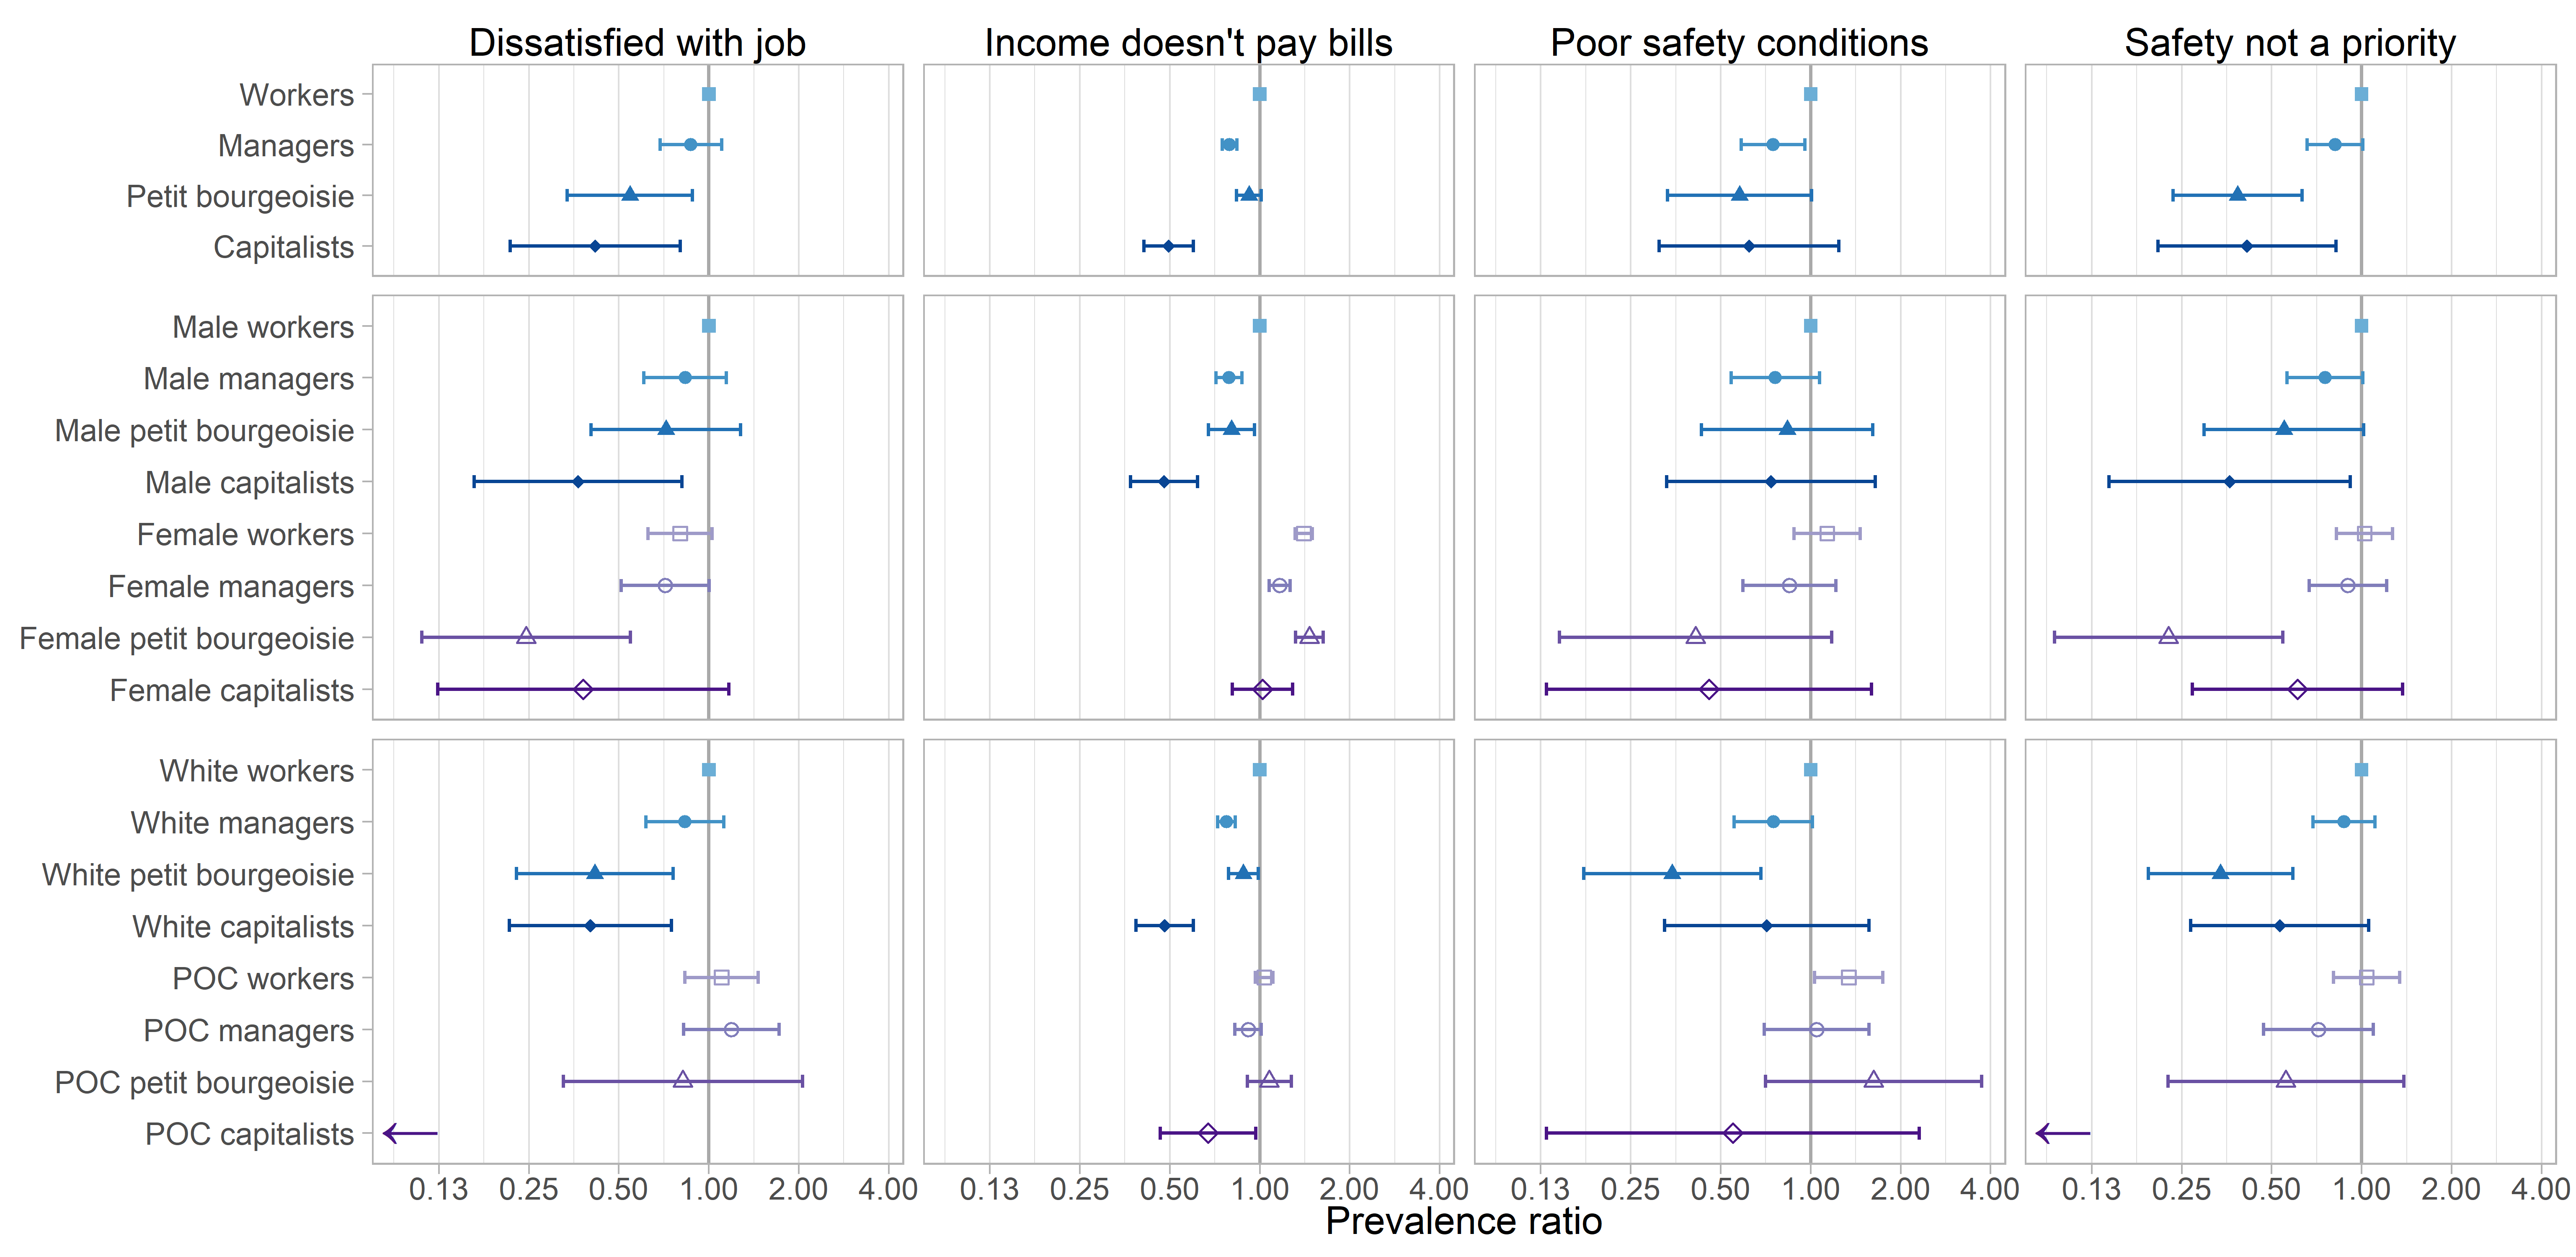 Dissatisfied with job Income doesn't pay bills Poor safety conditions Safety not a priority
Workers
Managers
Petit bourgeoisie
Capitalists
Male workers
Male managers
Male petit bourgeoisie
Male capitalists
Female workers
Female managers
Female petit bourgeoisie
Female capitalists
White workers
White managers
White petit bourgeoisie
White capitalists
POC workers
POC managers
POC petit bourgeoisie
POC capitalists
0.13 0.25 0.50 1.00 2.00 4.00 0.13 0.25 0.50 1.00 2.00 4.00 0.13 0.25 0.50 1.00 2.00 4.00 0.13 0.25 0.50 1.00 2.00 4.00
Prevalence ratio